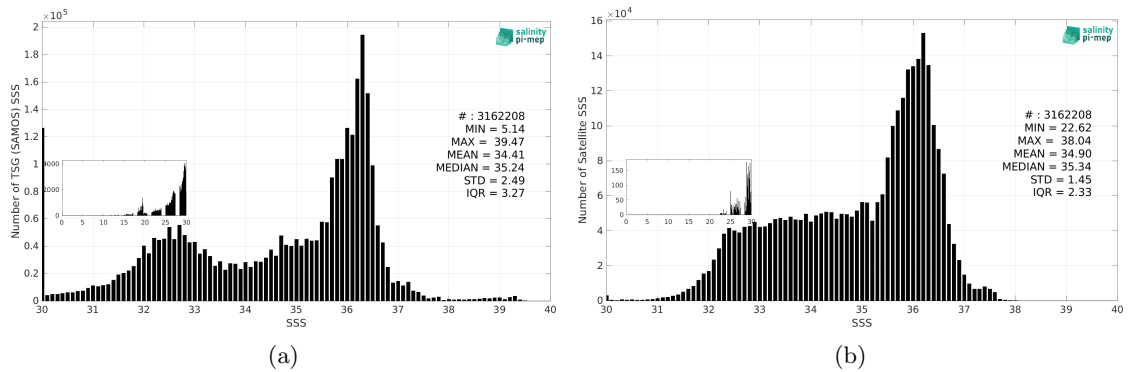 ×10⁵
2
1.8
1.6
1.4
1.2
1
0.8
0.6
0.4
0.2
0
Number of TSG (SAMOS) SSS
salinity
pi-mep
# : 3162208
MIN = 5.14
MAX = 39.47
MEAN = 34.41
MEDIAN = 35.24
STD = 2.49
IQR = 3.27
4000
2000
0
0 5 10 15 20 25 30
30 31 32 33 34 35 36 37 38 39 40
SSS
(a)
×10⁴
16
14
12
10
8
6
4
2
0
Number of Satellite SSS
salinity
pi-mep
# : 3162208
MIN = 22.62
MAX = 38.04
MEAN = 34.90
MEDIAN = 35.34
STD = 1.45
IQR = 2.33
150
100
50
0
0 5 10 15 20 25 30
30 31 32 33 34 35 36 37 38 39 40
SSS
(b)